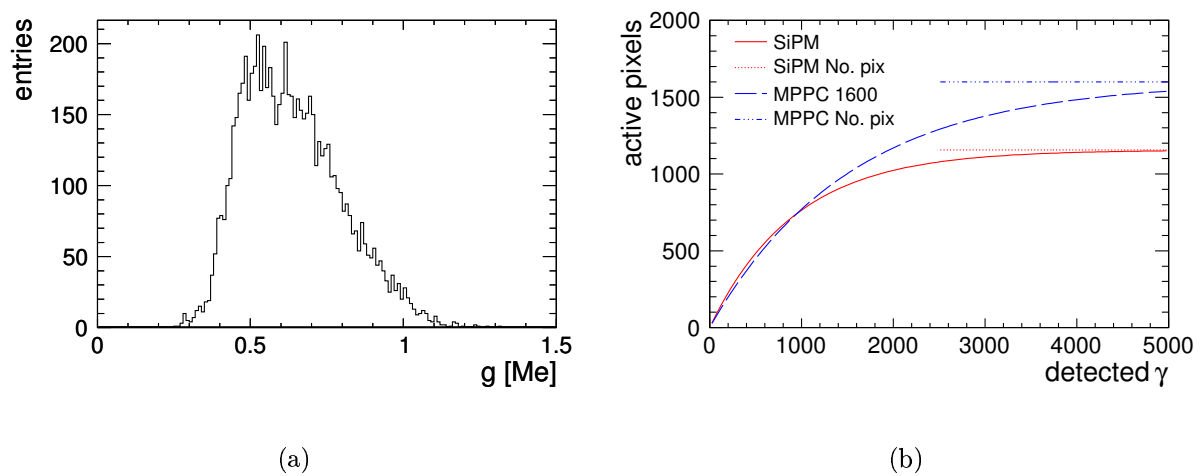 entries
200
150
100
50
0
0 0.5 1 1.5
g [Me]
(a)
active pixels
2000
1500
1000
500
0
SiPM
SiPM No. pix
MPPC 1600
MPPC No. pix
0 1000 2000 3000 4000 5000
detected γ
(b)